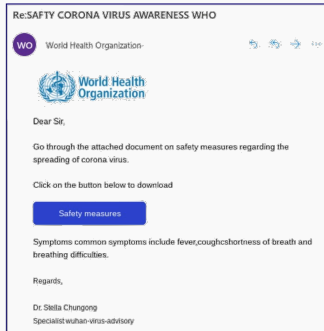 Re:SAFTY CORONA VIRUS AWARENESS WHO
WO
World Health Organization-
World Health
Organization
Dear Sir,
Go through the attached document on safety measures regarding the
spreading of corona virus.
Click on the button below to download
Safety measures
Symptoms common symptoms include fever,coughcshortness of breath and
breathing difficulties.
Regards,
Dr. Stella Chungong
Specialist wuhan-virus-advisory